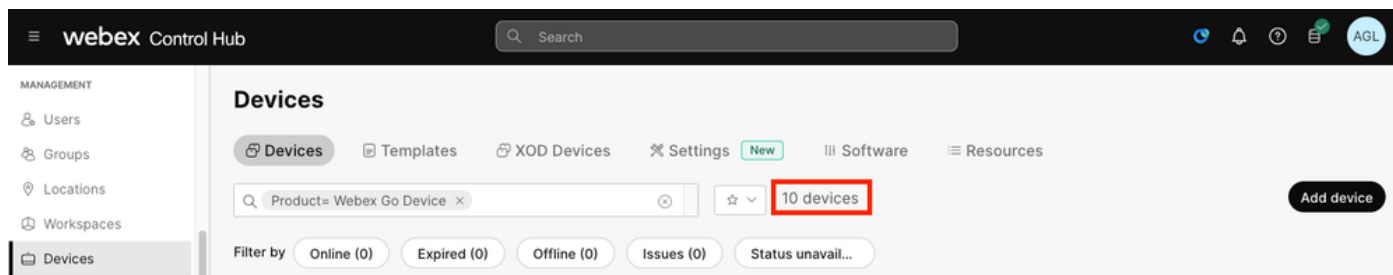 webex Control Hub
Search
AGL
MANAGEMENT
Users
Groups
Locations
Workspaces
Devices
Devices
Devices
Templates
XOD Devices
Settings
New
Software
Resources
Product= Webex Go Device ×
10 devices
Add device
Filter by
Online (0)
Expired (0)
Offline (0)
Issues (0)
Status unavail...